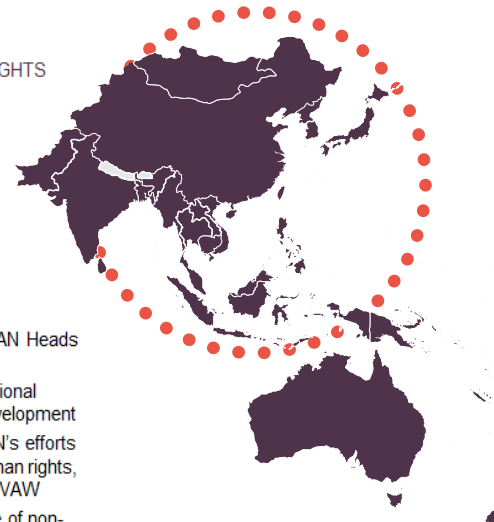 GHTS
AN Heads
ional
velopment
N's efforts
nan rights,
VAW
of non-